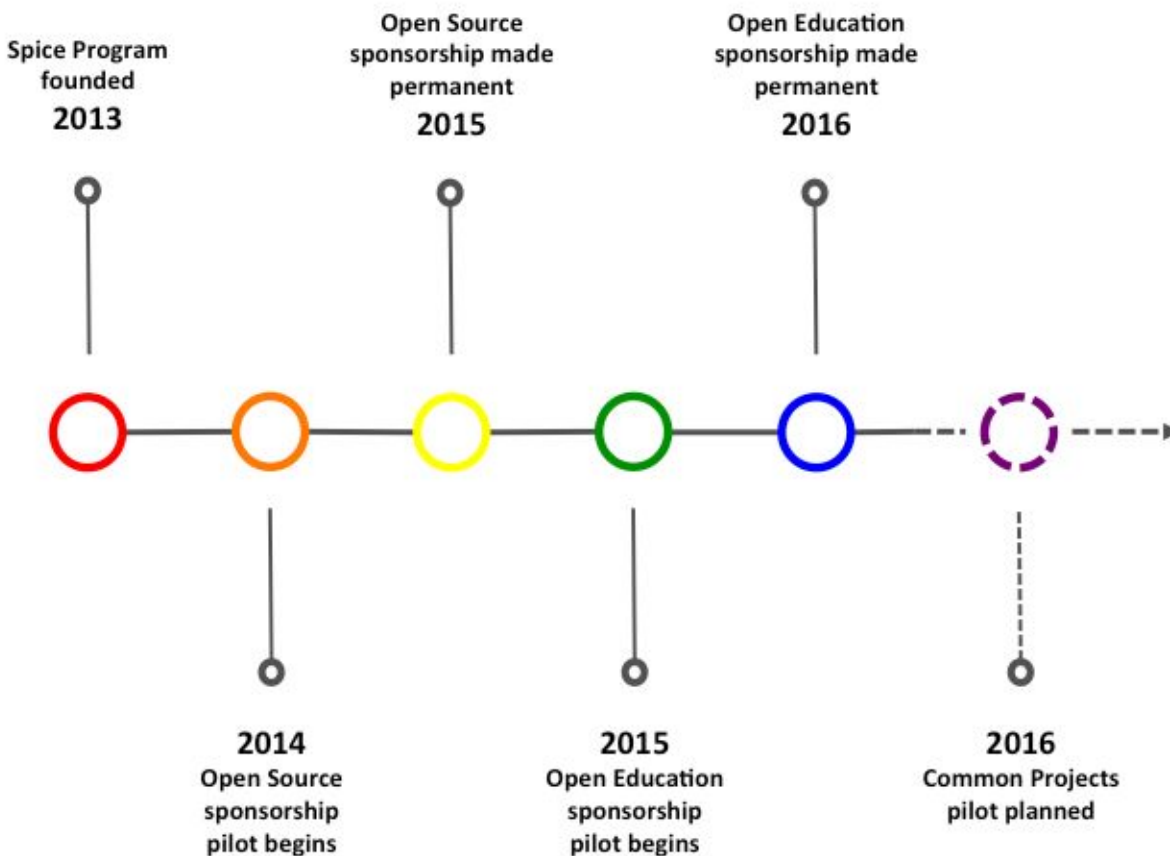 Spice Program
founded
2013
Open Source
sponsorship made
permanent
2015
Open Education
sponsorship made
permanent
2016
2014
Open Source
sponsorship
pilot begins
2015
Open Education
sponsorship
pilot begins
2016
Common Projects
pilot planned